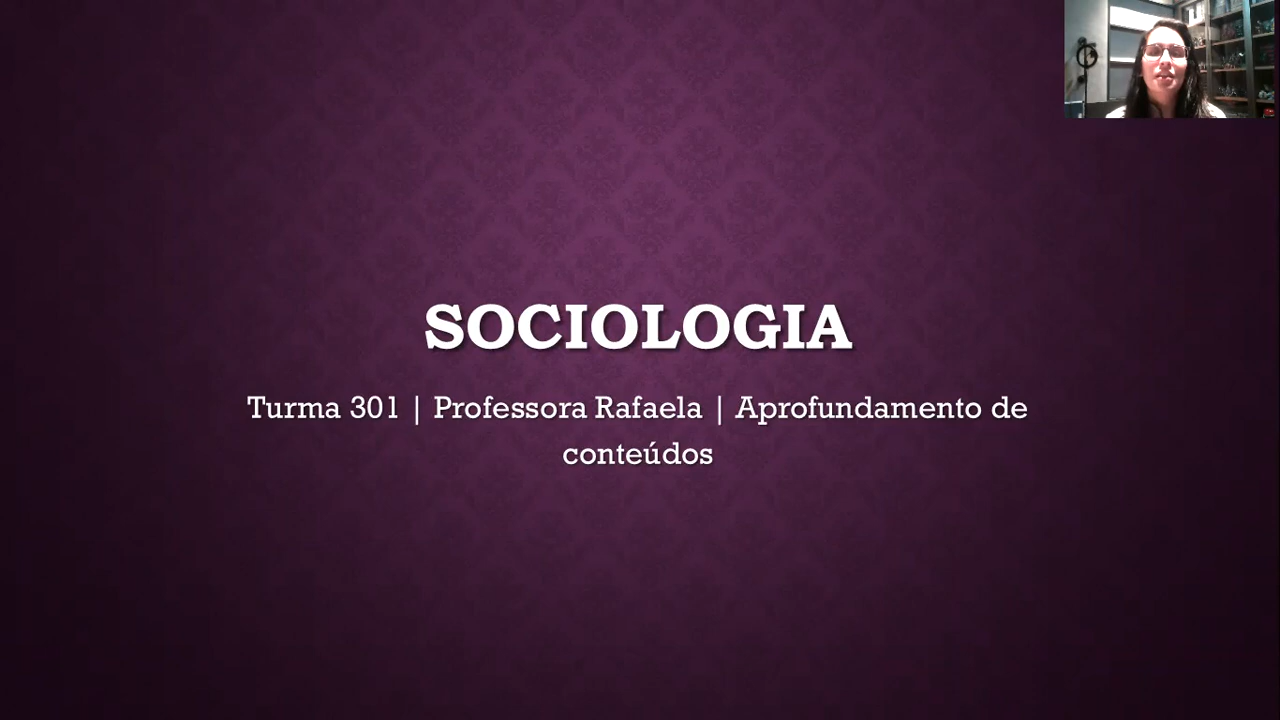 SOCIOLOGIA
Turma 301 | Professora Rafaela | Aprofundamento de
conteúdos